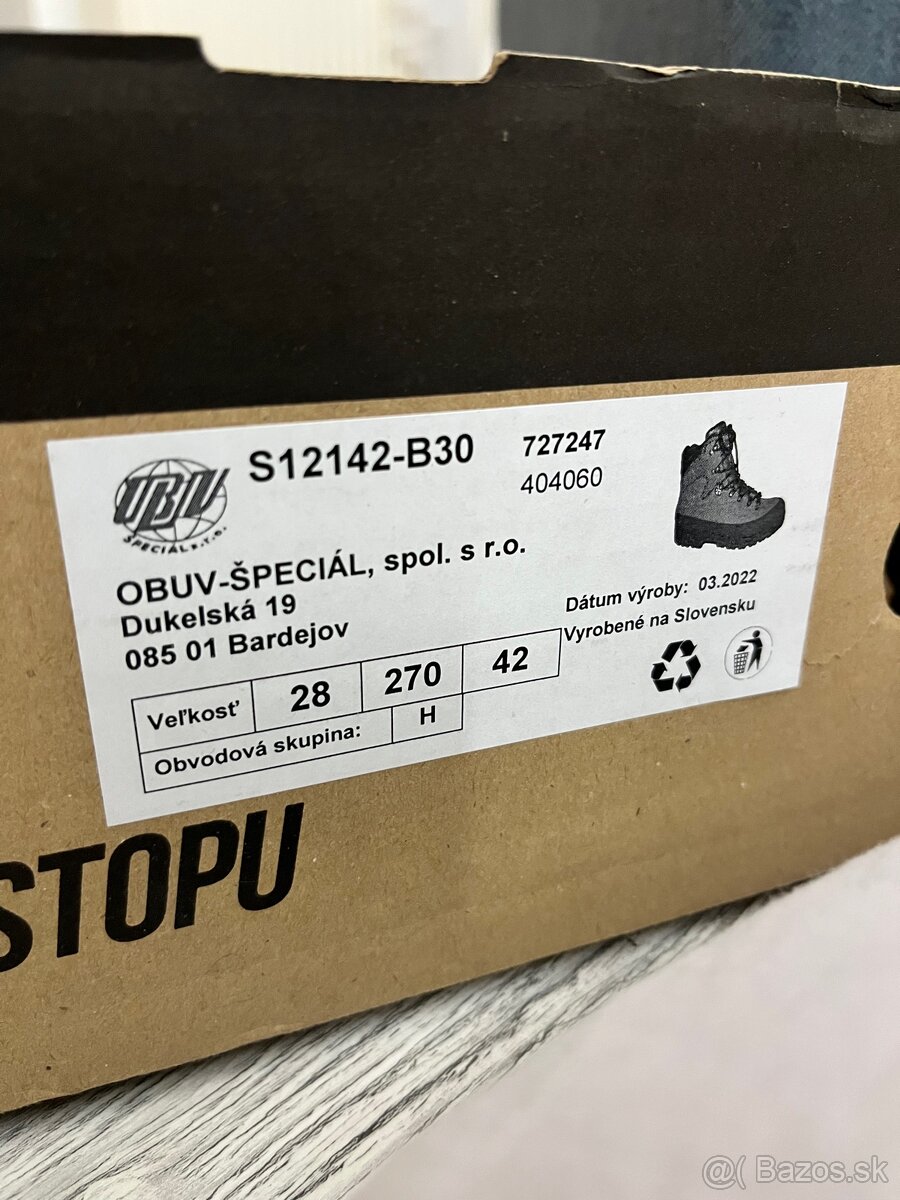 OBUV
ŠPECIÁL s.r.o.
S12142-B30
727247
404060
OBUV-ŠPECIÁL, spol. s r.o.
Dukelská 19
085 01 Bardejov
Dátum výroby: 03.2022
Vyrobené na Slovensku
Veľkosť 28 270 42
Obvodová skupina: H
STOPU
@( Bazos.sk